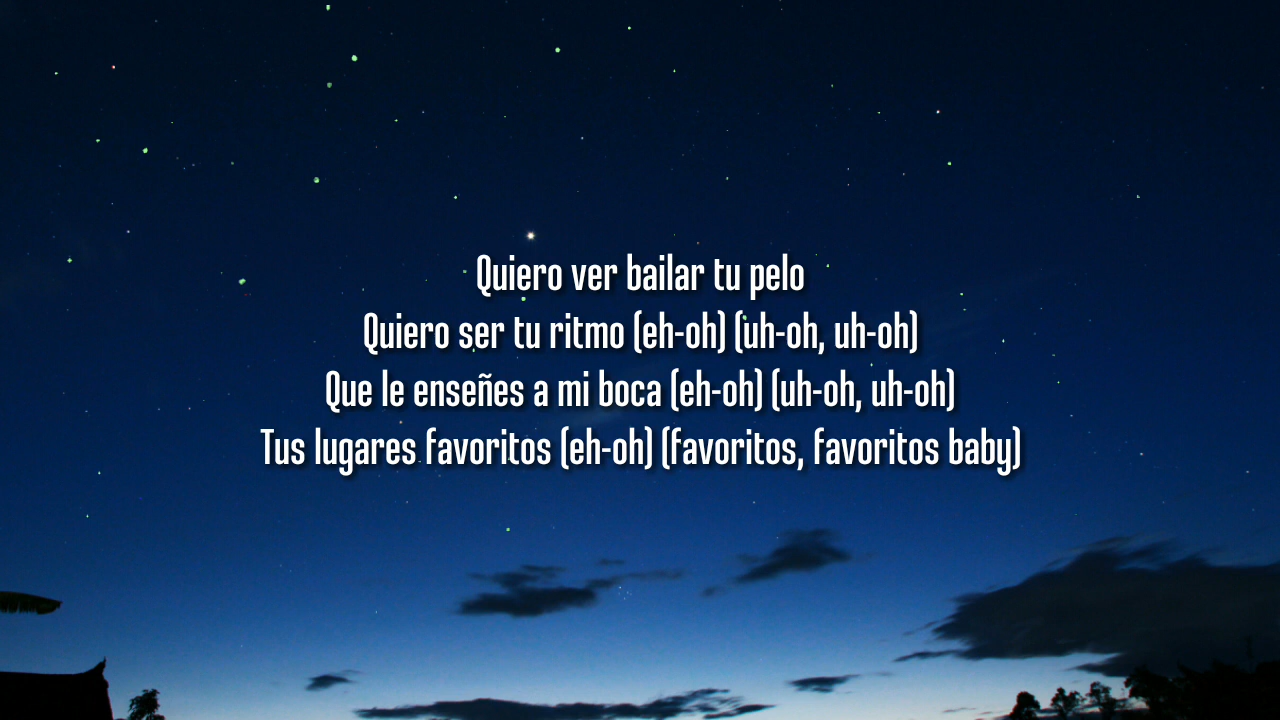 Quiero ver bailar tu pelo
Quiero ser tu ritmo (eh-oh) (uh-oh, uh-oh)
Que le enseñes a mi boca (eh-oh) (uh-oh, uh-oh)
Tus lugares favoritos (eh-oh) (favoritos, favoritos baby)